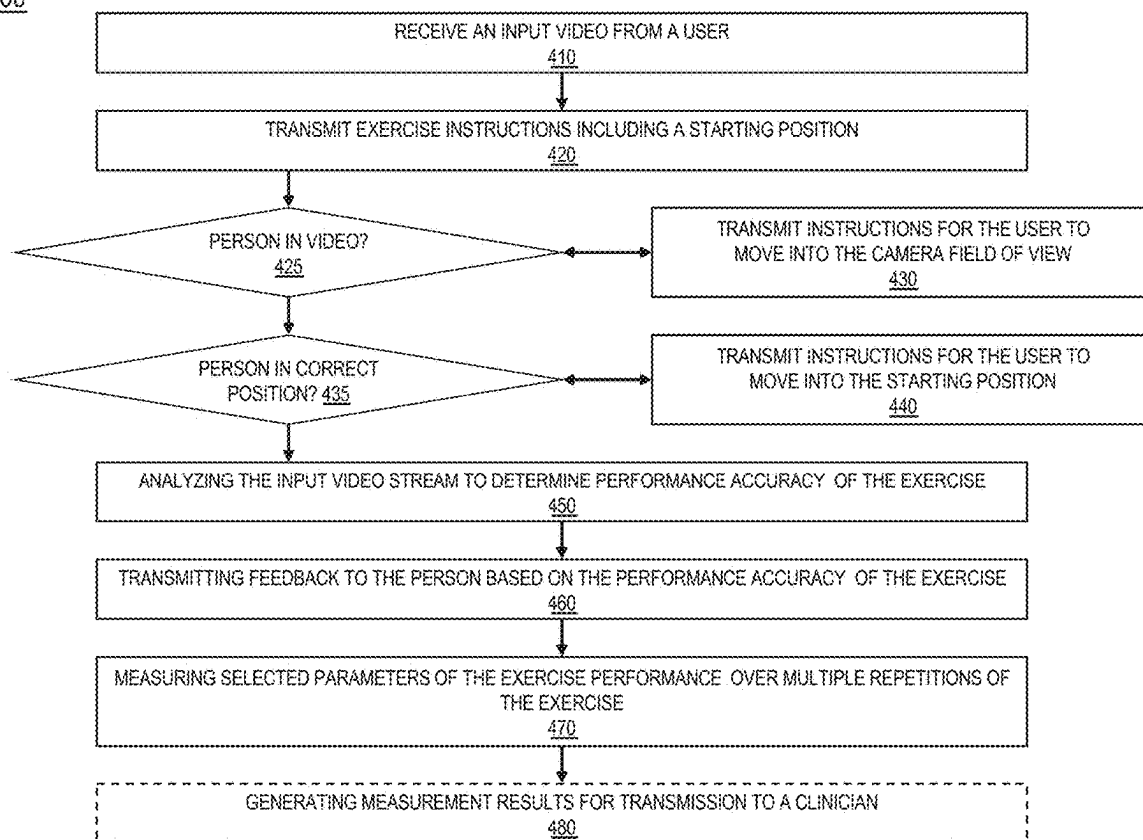 RECEIVE AN INPUT VIDEO FROM A USER
410
TRANSMIT EXERCISE INSTRUCTIONS INCLUDING A STARTING POSITION
420
PERSON IN VIDEO?
425
TRANSMIT INSTRUCTIONS FOR THE USER TO
MOVE INTO THE CAMERA FIELD OF VIEW
430
PERSON IN CORRECT
POSITION? 435
TRANSMIT INSTRUCTIONS FOR THE USER TO
MOVE INTO THE STARTING POSITION
440
ANALYZING THE INPUT VIDEO STREAM TO DETERMINE PERFORMANCE ACCURACY OF THE EXERCISE
450
TRANSMITTING FEEDBACK TO THE PERSON BASED ON THE PERFORMANCE ACCURACY OF THE EXERCISE
460
MEASURING SELECTED PARAMETERS OF THE EXERCISE PERFORMANCE OVER MULTIPLE REPETITIONS OF
THE EXERCISE
470
GENERATING MEASUREMENT RESULTS FOR TRANSMISSION TO A CLINICIAN
480